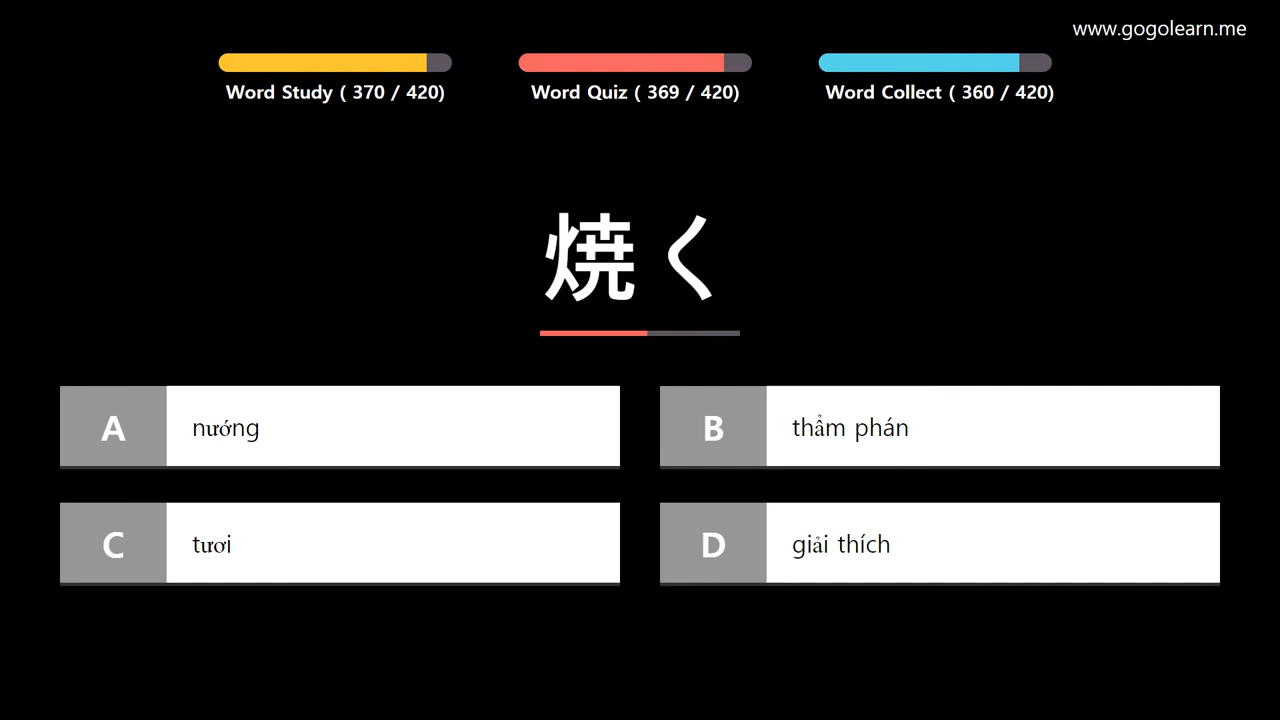 www.gogolearn.me
Word Study ( 370 / 420)
Word Quiz ( 369 / 420)
Word Collect ( 360 / 420)
焼く
A nướng
B thẩm phán
C tươi
D giải thích